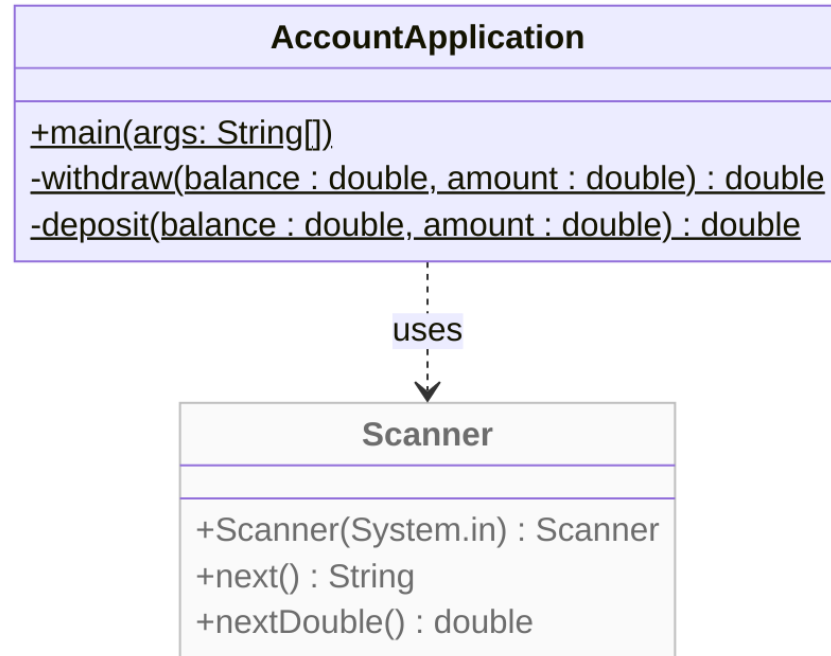 AccountApplication
+main(args: String[])
-withdraw(balance : double, amount : double) : double
-deposit(balance : double, amount : double) : double
uses
Scanner
+Scanner(System.in) : Scanner
+next() : String
+nextDouble() : double